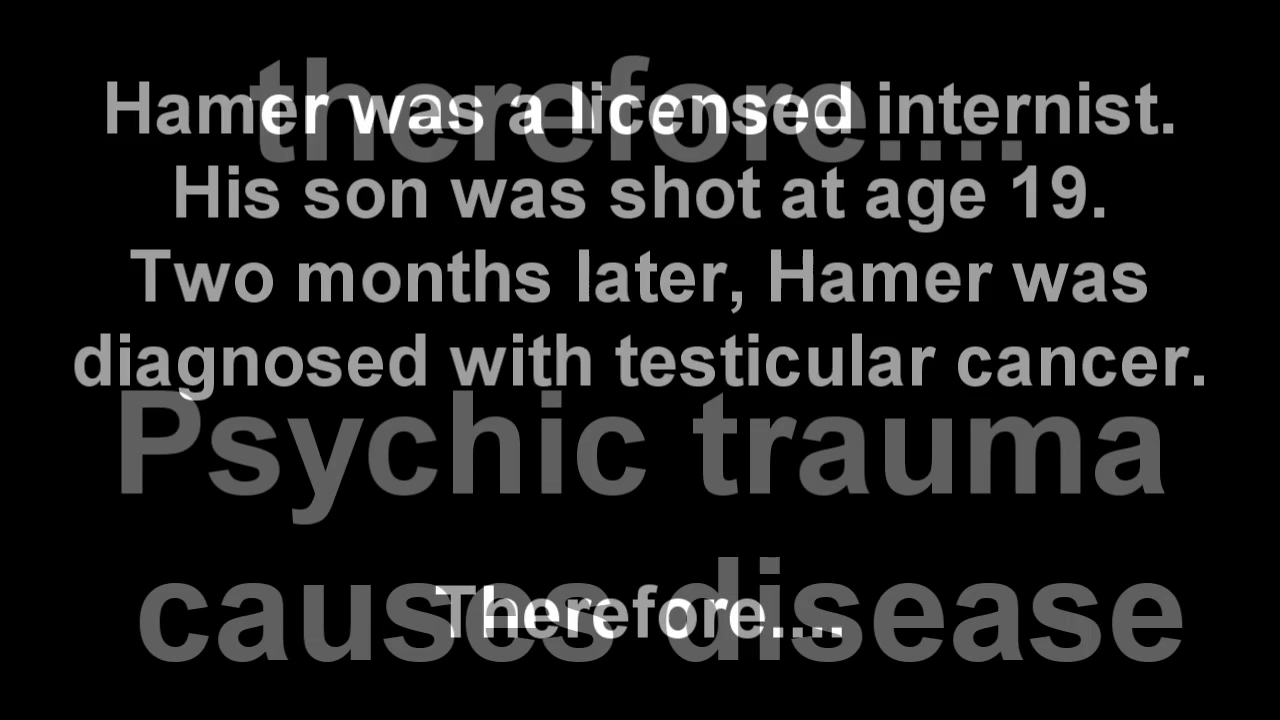 therefore....
Hamer was a licensed internist.
His son was shot at age 19.
Two months later, Hamer was
diagnosed with testicular cancer.
Psychic trauma
causes disease
Therefore....